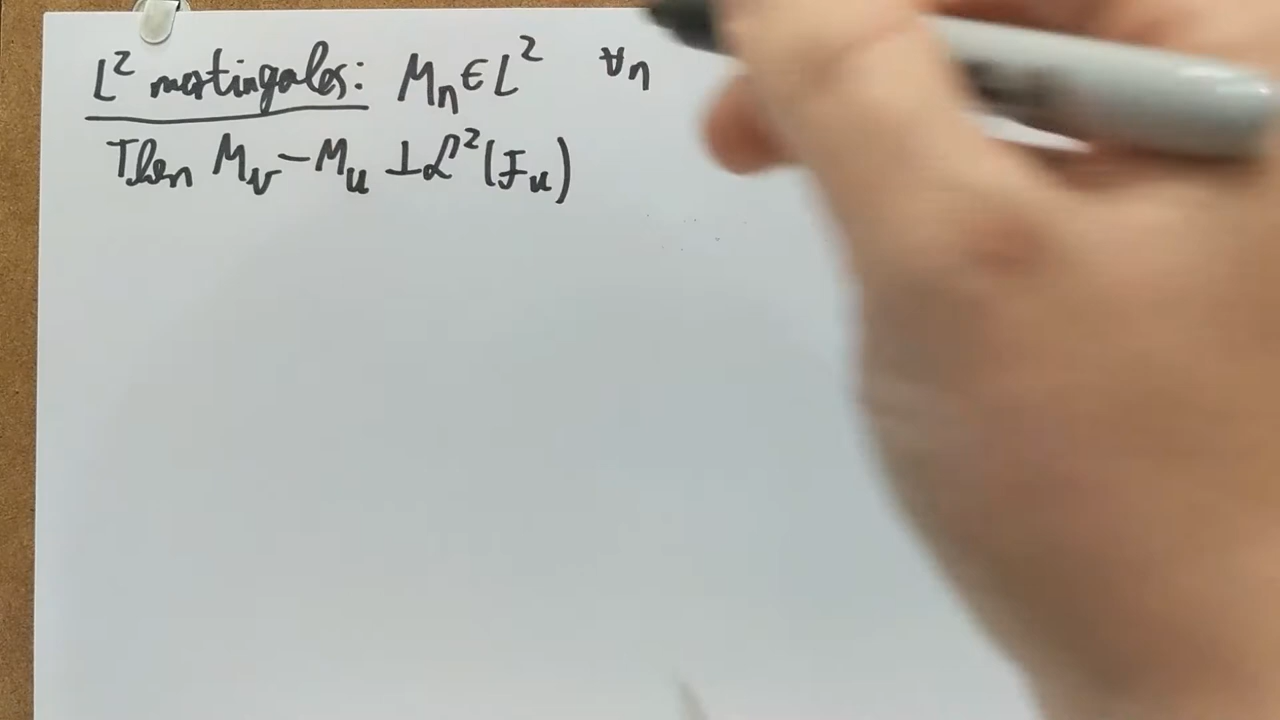 L² martingales: Mₙ ∈ L² ∀n
Then Mᵥ − Mᵤ ⊥ ℒ²(ℱᵤ)